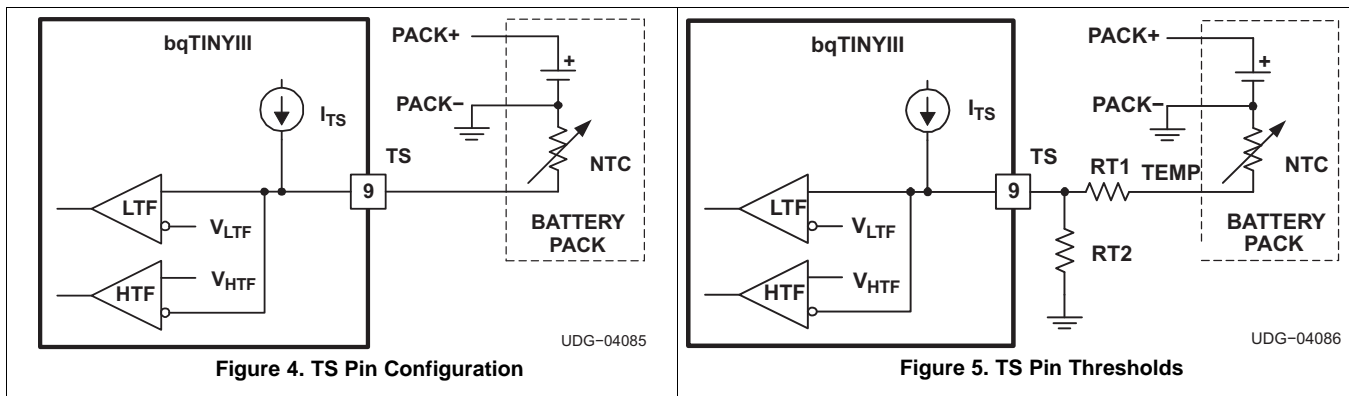 bqTINYIII
PACK+
+
PACK−
I_TS
TS
9
NTC
LTF
V_LTF
BATTERY
PACK
HTF
V_HTF
UDG−04085
Figure 4. TS Pin Configuration
bqTINYIII
PACK+
+
PACK−
I_TS
TS
9
RT1
TEMP
NTC
LTF
V_LTF
BATTERY
PACK
RT2
HTF
V_HTF
UDG−04086
Figure 5. TS Pin Thresholds